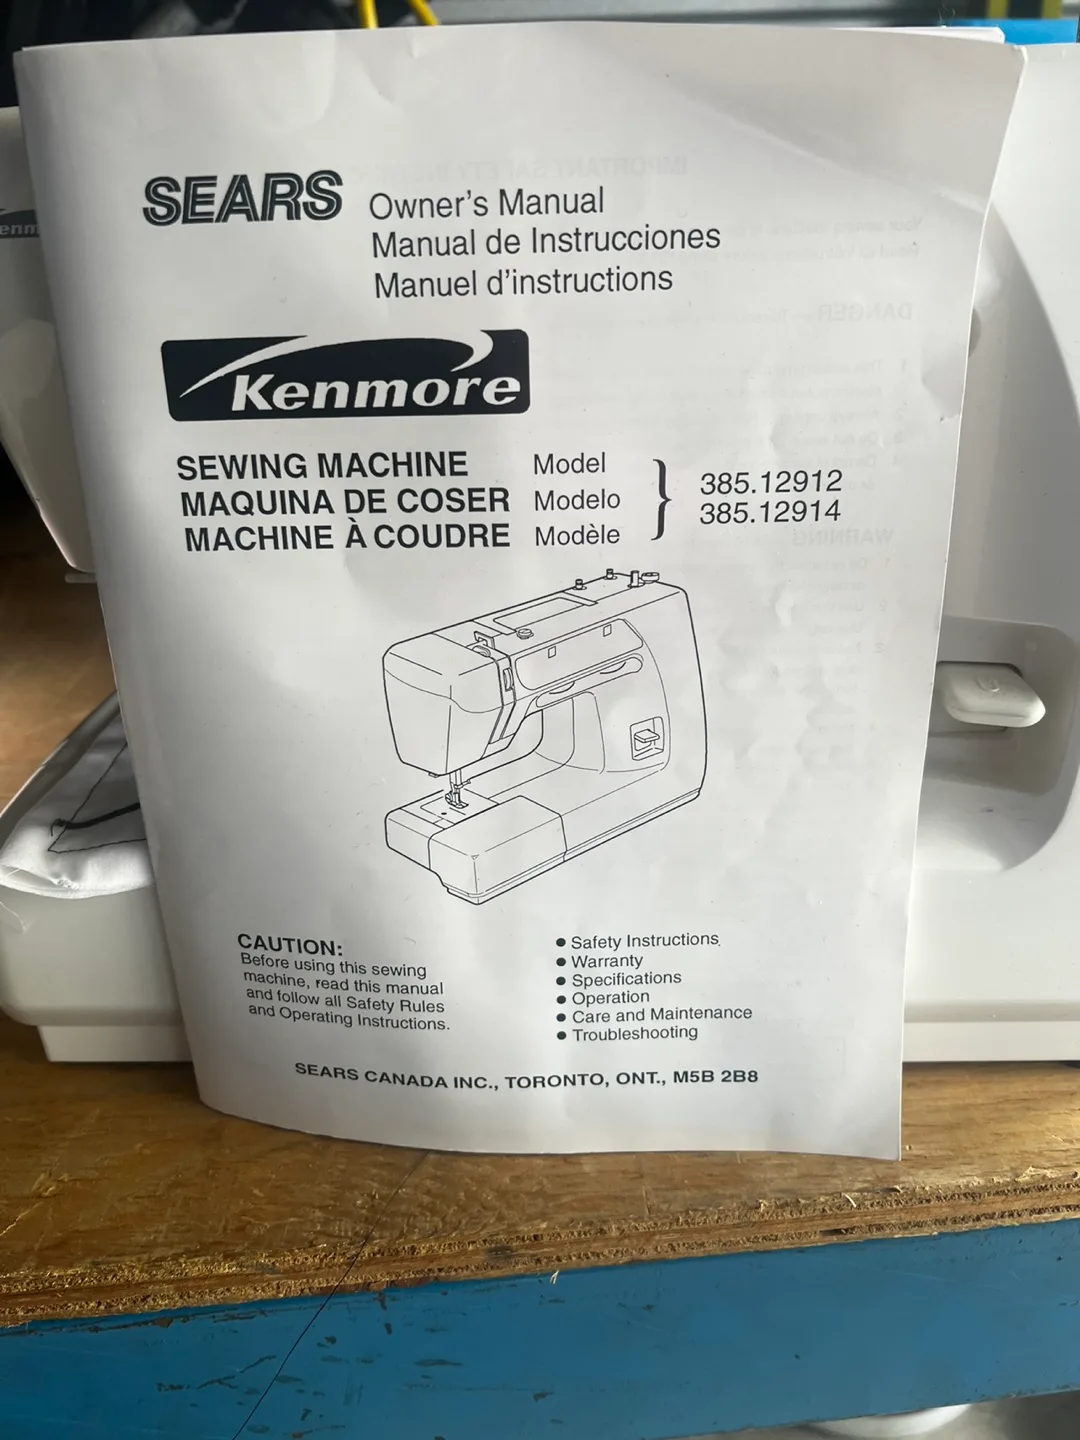 SEARS
Owner's Manual
Manual de Instrucciones
Manuel d'instructions
Kenmore
SEWING MACHINE Model
MAQUINA DE COSER Modelo
MACHINE À COUDRE Modèle
} 385.12912
385.12914
CAUTION:
Before using this sewing
machine, read this manual
and follow all Safety Rules
and Operating Instructions.
● Safety Instructions
● Warranty
● Specifications
● Operation
● Care and Maintenance
● Troubleshooting
SEARS CANADA INC., TORONTO, ONT., M5B 2B8